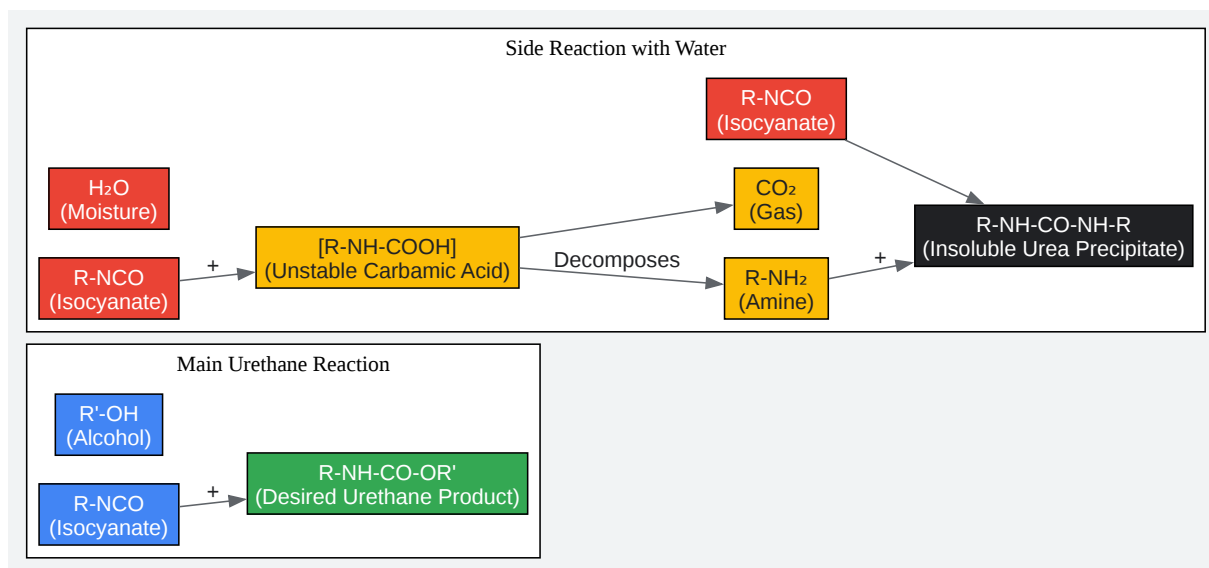 Side Reaction with Water
R-NCO
(Isocyanate)
H₂O
(Moisture)
CO₂
(Gas)
R-NH-CO-NH-R
(Insoluble Urea Precipitate)
[R-NH-COOH]
(Unstable Carbamic Acid)
+
Decomposes
+
R-NCO
(Isocyanate)
R-NH₂
(Amine)
Main Urethane Reaction
R'-OH
(Alcohol)
R-NH-CO-OR'
(Desired Urethane Product)
+
R-NCO
(Isocyanate)